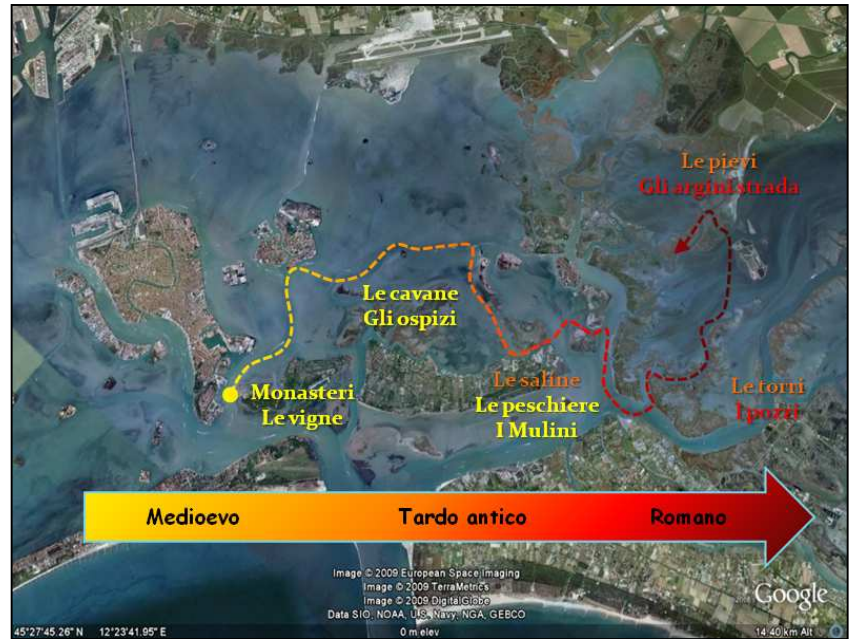 Le pievi
Gli argini strada
Le cavane
Gli ospizi
Monasteri
Le vigne
Le saline
Le peschiere
I Mulini
Le torri
I pozzi
Medioevo Tardo antico Romano
Image © 2009 European Space Imaging
Image © 2009 TerraMetrics
Image © 2009 DigitalGlobe
Data SIO, NOAA, U.S. Navy, NGA, GEBCO
Google
45°27'45.26" N 12°23'41.95" E 0 m elev 14.40 km Alt